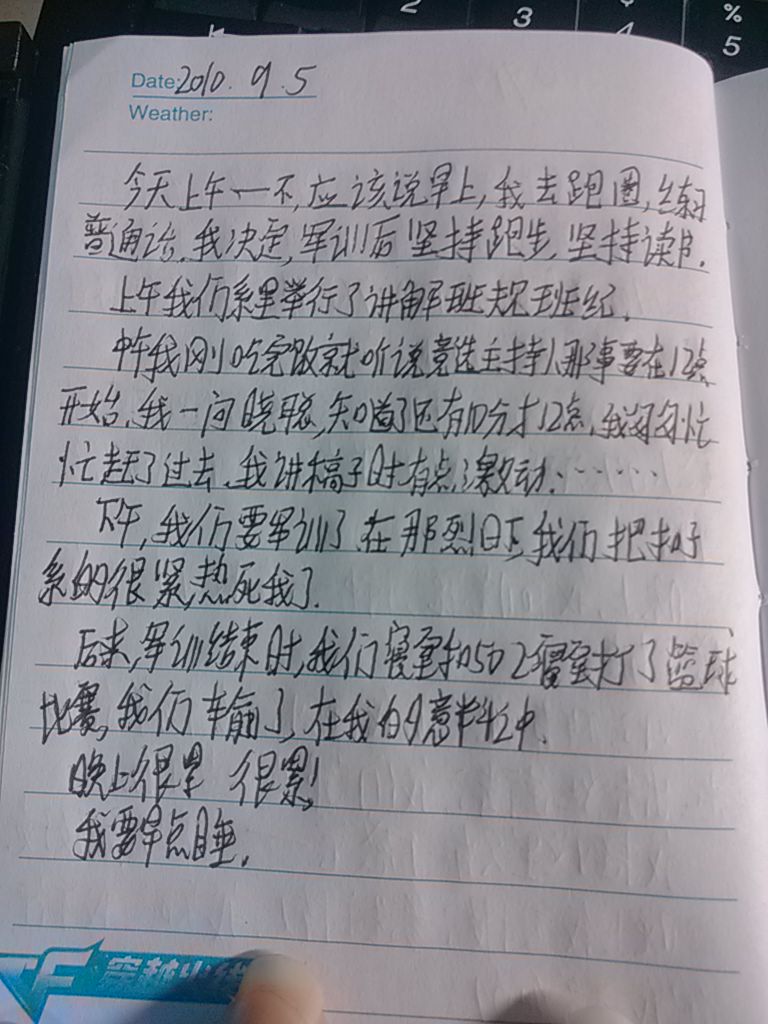 2
3
4
%
5
Date: 2010. 9. 5
Weather:
今天上午一不,应该说早上,我去跑圈,练习
普通话.我决定,军训后坚持跑步,坚持读书.
上午我们系里举行了讲解班规班纪.
中午我刚吃完饭就听说竞选主持人那事要在12点
开始.我一问晓聪,知道了还有10分才12点.我匆匆忙
忙赶了过去.我讲稿子时有点激动.……
下午,我们要军训了.在那烈日下,我们把扣子
系的很紧,热死我了.
后来,军训结束时,我们寝室和502寝室打了篮球
比赛,我们输了,在我的意料之中.
晚上很累 很累!
我要早点睡.
CF 穿越火线